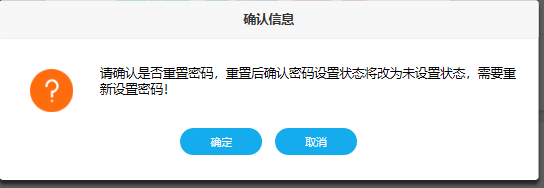 确认信息
请确认是否重置密码，重置后确认密码设置状态将改为未设置状态，需要重
新设置密码！
确定 取消